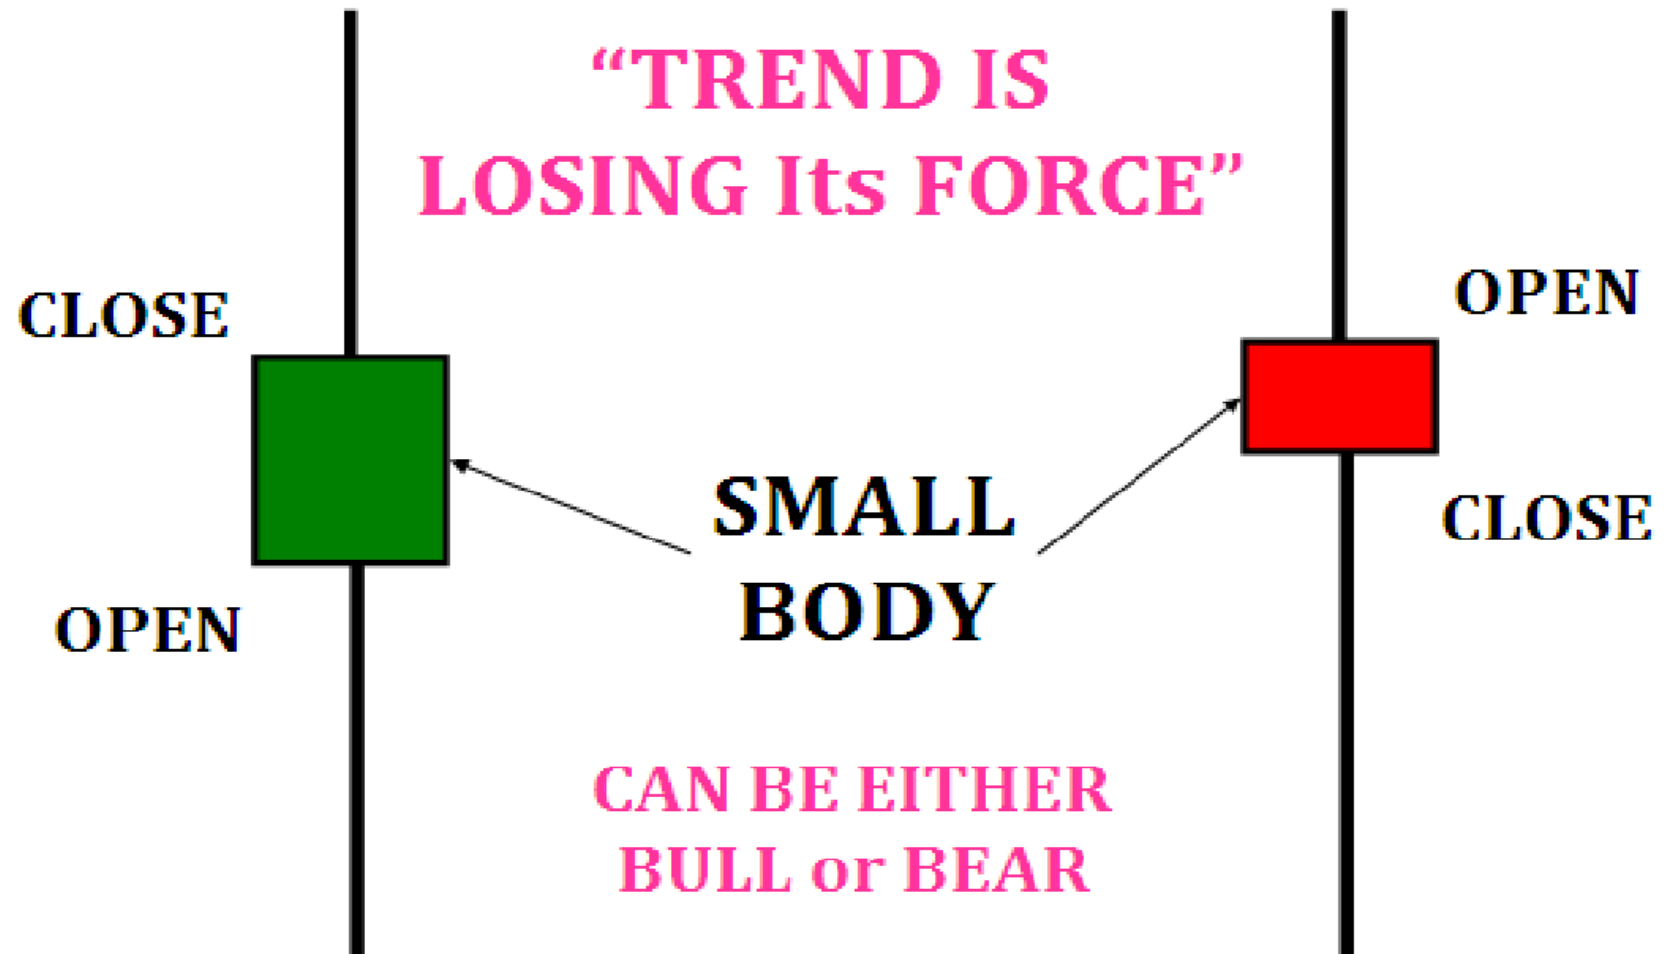 “TREND IS
LOSING Its FORCE”
CLOSE
OPEN
SMALL
BODY
OPEN
CLOSE
CAN BE EITHER
BULL or BEAR